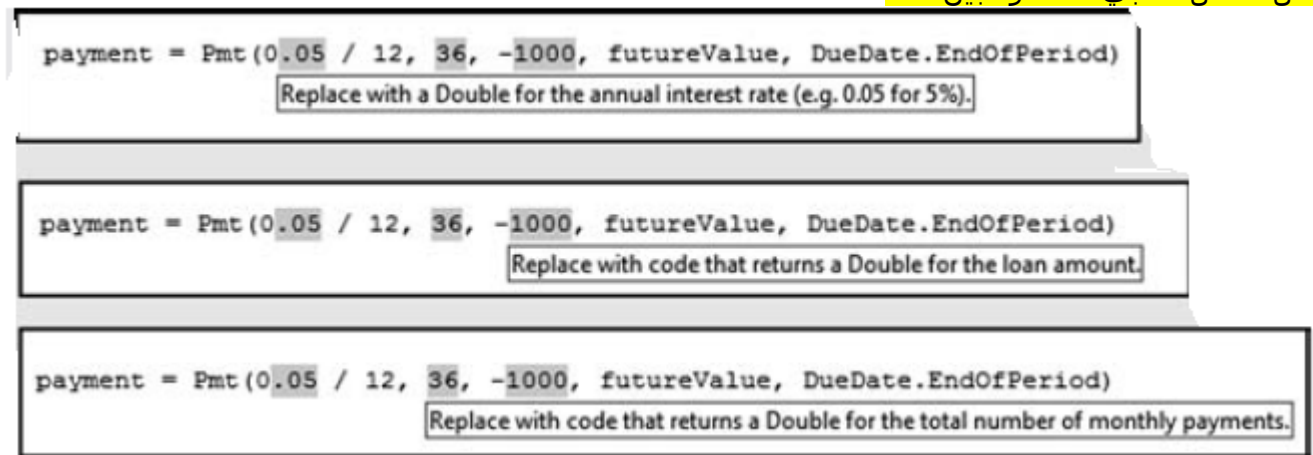 payment = Pmt(0.05 / 12, 36, -1000, futureValue, DueDate.EndOfPeriod)
Replace with a Double for the annual interest rate (e.g. 0.05 for 5%).
payment = Pmt(0.05 / 12, 36, -1000, futureValue, DueDate.EndOfPeriod)
Replace with code that returns a Double for the loan amount.
payment = Pmt(0.05 / 12, 36, -1000, futureValue, DueDate.EndOfPeriod)
Replace with code that returns a Double for the total number of monthly payments.